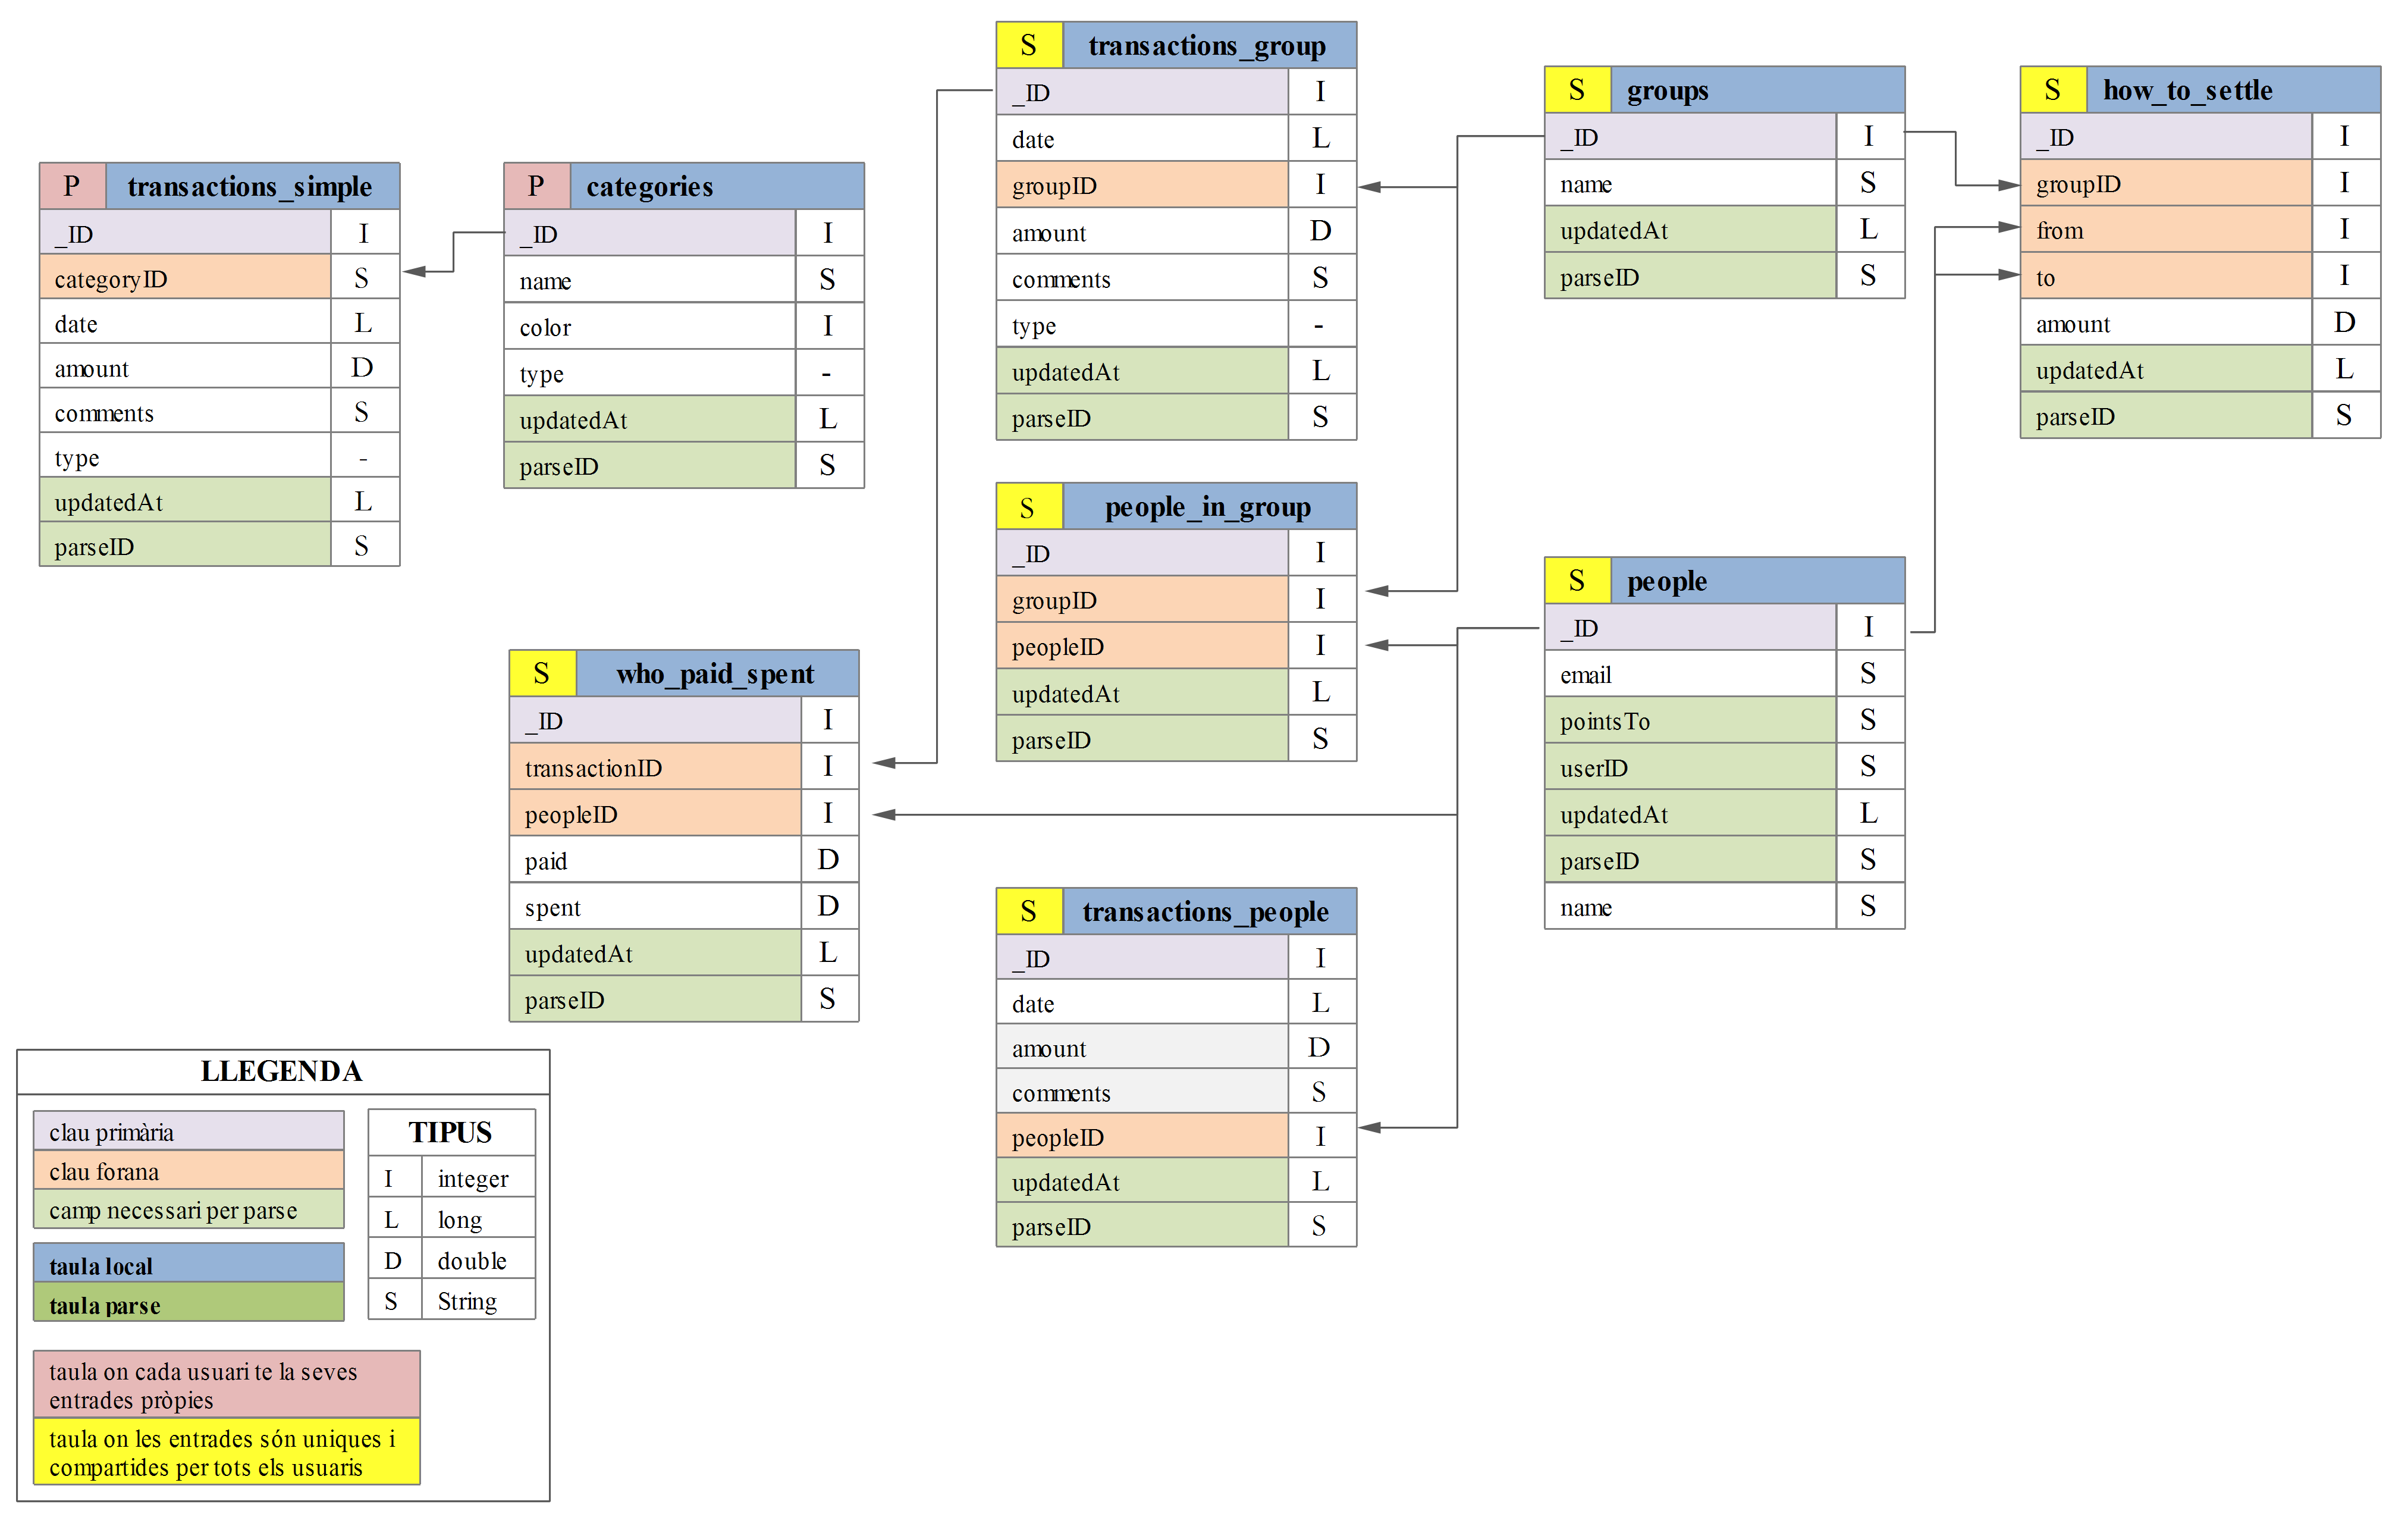 P transactions_simple
_ID I
categoryID S
date L
amount D
comments S
type -
updatedAt L
parseID S
P categories
_ID I
name S
color I
type -
updatedAt L
parseID S
S transactions_group
_ID I
date L
groupID I
amount D
comments S
type -
updatedAt L
parseID S
S groups
_ID I
name S
updatedAt L
parseID S
S how_to_settle
_ID I
groupID I
from I
to I
amount D
updatedAt L
parseID S
S people_in_group
_ID I
groupID I
peopleID I
updatedAt L
parseID S
S people
_ID I
email S
pointsTo S
userID S
updatedAt L
parseID S
name S
S who_paid_spent
_ID I
transactionID I
peopleID I
paid D
spent D
updatedAt L
parseID S
S transactions_people
_ID I
date L
amount D
comments S
peopleID I
updatedAt L
parseID S
LLEGENDA
clau primària
clau forana
camp necessari per parse
taula local
taula parse
TIPUS
I integer
L long
D double
S String
taula on cada usuari te la seves
entrades pròpies
taula on les entrades són uniques i
compartides per tots els usuaris